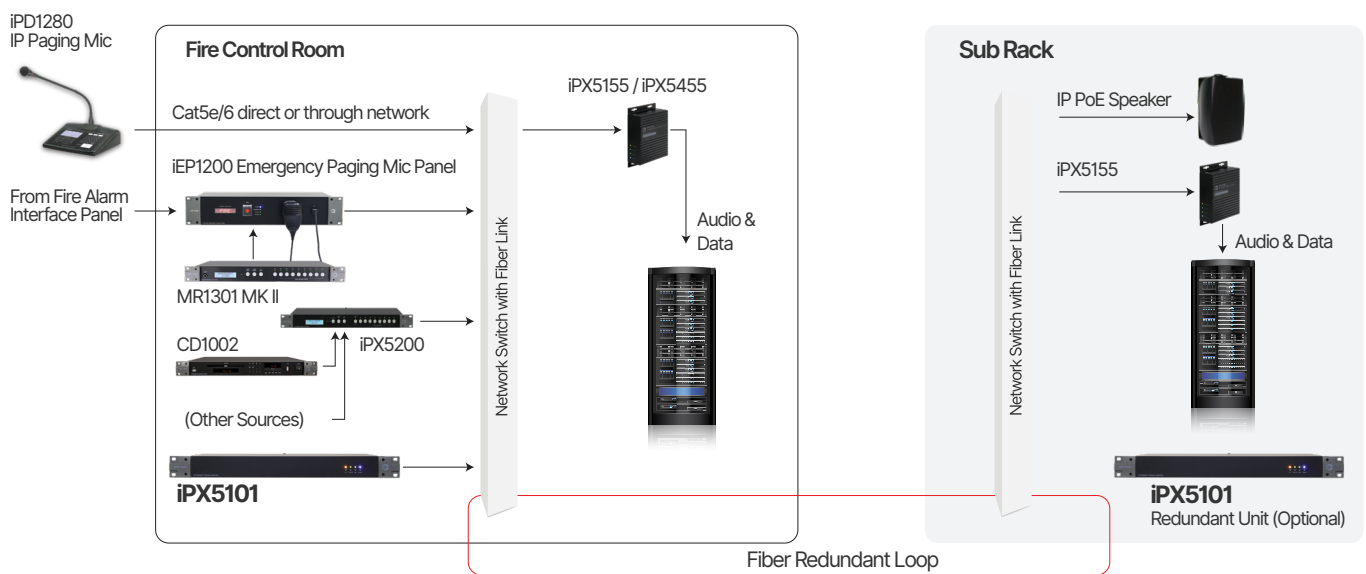 iPD1280
IP Paging Mic
Fire Control Room
Cat5e/6 direct or through network
iEP1200 Emergency Paging Mic Panel
From Fire Alarm
Interface Panel
MR1301 MK II
CD1002
iPX5200
(Other Sources)
iPX5101
Network Switch with Fiber Link
iPX5155 / iPX5455
Audio &
Data
Sub Rack
Network Switch with Fiber Link
IP PoE Speaker
iPX5155
Audio & Data
iPX5101
Redundant Unit (Optional)
Fiber Redundant Loop